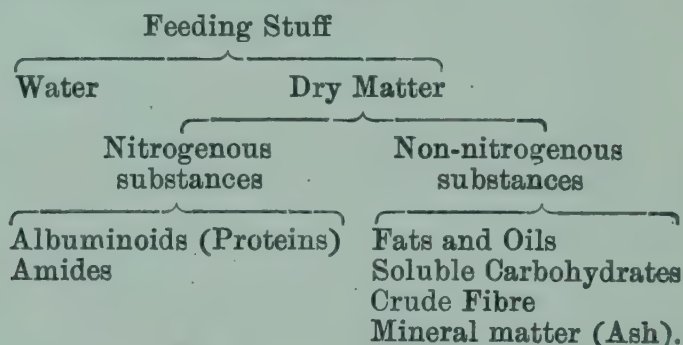 Feeding Stuff
Water Dry Matter
Nitrogenous Non-nitrogenous
substances substances
Albuminoids (Proteins) Fats and Oils
Amides Soluble Carbohydrates
Crude Fibre
Mineral matter (Ash).